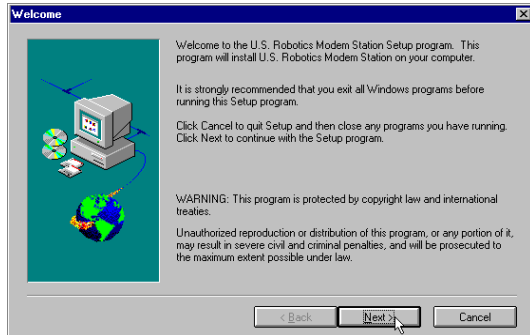 Welcome
Welcome to the U.S. Robotics Modem Station Setup program. This
program will install U.S. Robotics Modem Station on your computer.
It is strongly recommended that you exit all Windows programs before
running this Setup program.
Click Cancel to quit Setup and then close any programs you have running.
Click Next to continue with the Setup program.
WARNING: This program is protected by copyright law and international
treaties.
Unauthorized reproduction or distribution of this program, or any portion of it,
may result in severe civil and criminal penalties, and will be prosecuted to
the maximum extent possible under law.
< Back Next > Cancel